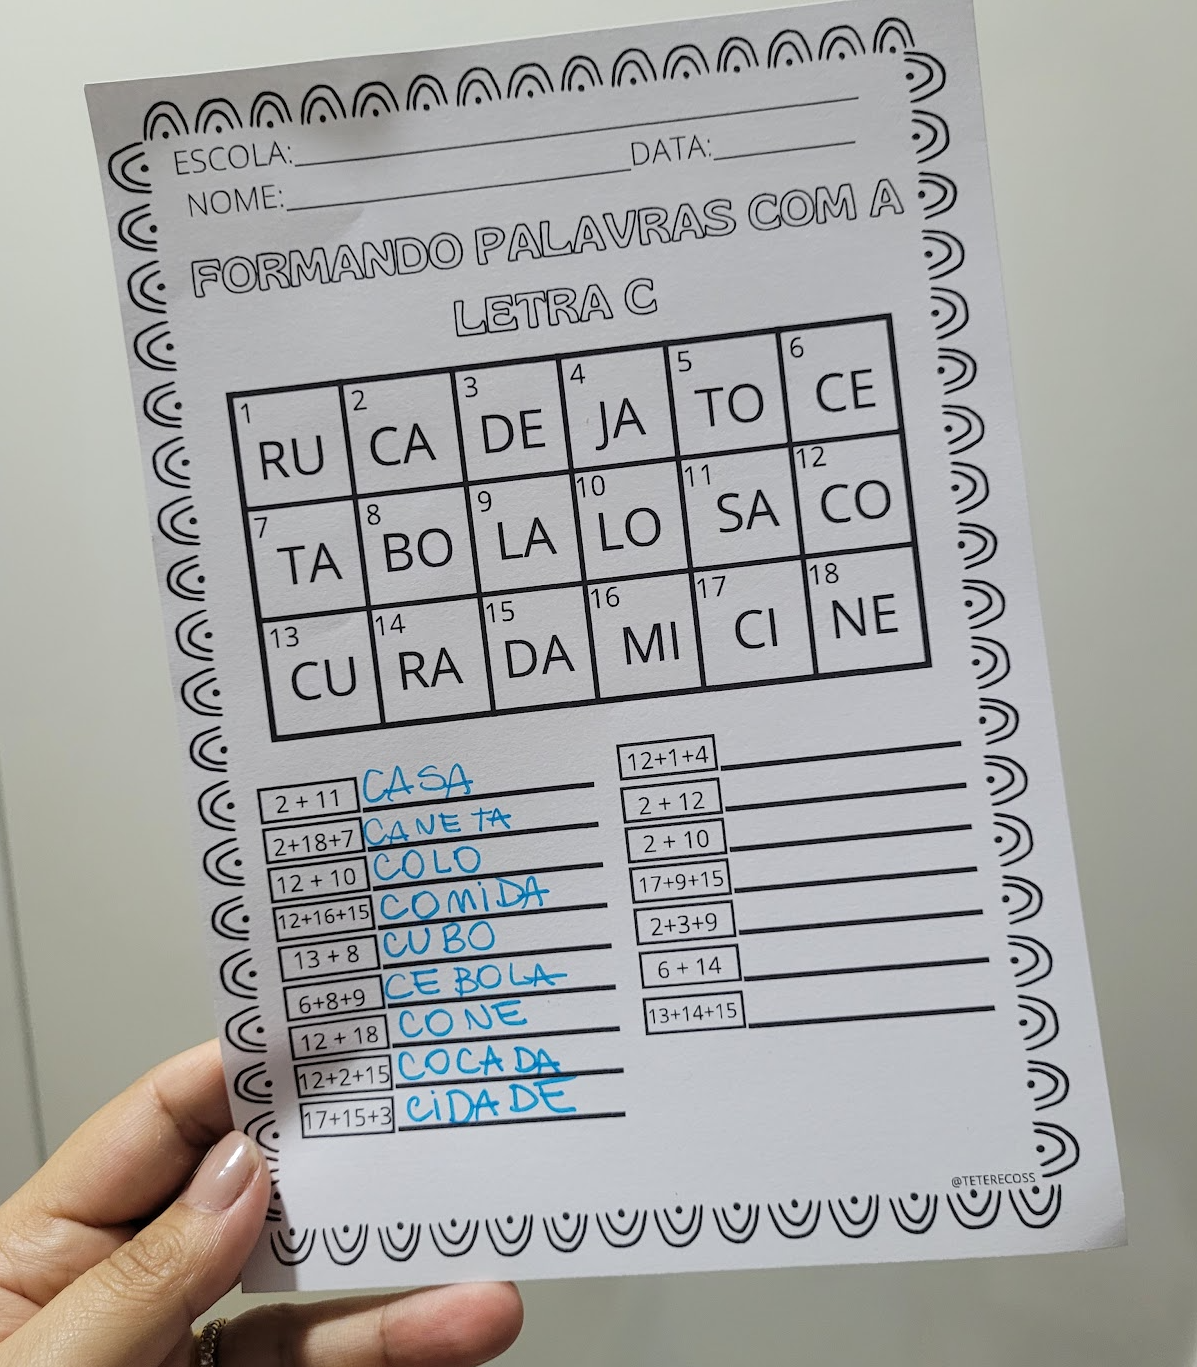 ESCOLA:
NOME: DATA:
FORMANDO PALAVRAS COM A
LETRA C
1 RU 2 CA 3 DE 4 JA 5 TO 6 CE
7 TA 8 BO 9 LA 10 LO 11 SA 12 CO
13 CU 14 RA 15 DA 16 MI 17 CI 18 NE
2 + 11 CASA
2+18+7 CANETA
12 + 10 COLO
12+16+15 COMIDA
13 + 8 CUBO
6+8+9 CEBOLA
12 + 18 CONE
12+2+15 COCADA
17+15+3 CIDADE
12+1+4
2 + 12
2 + 10
17+9+15
2+3+9
6 + 14
13+14+15
@TETERECOSS